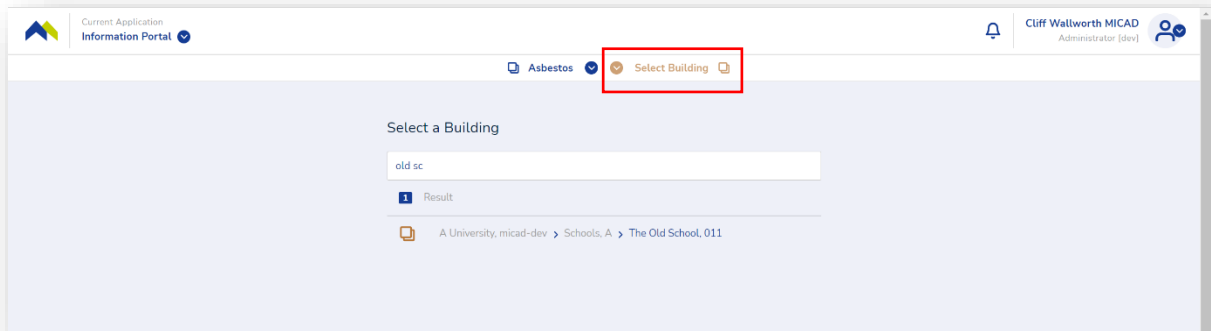 Current Application
Information Portal
Cliff Wallworth MICAD
Administrator [dev]
Asbestos Select Building
Select a Building
old sc
1 Result
A University, micad-dev > Schools, A > The Old School, 011